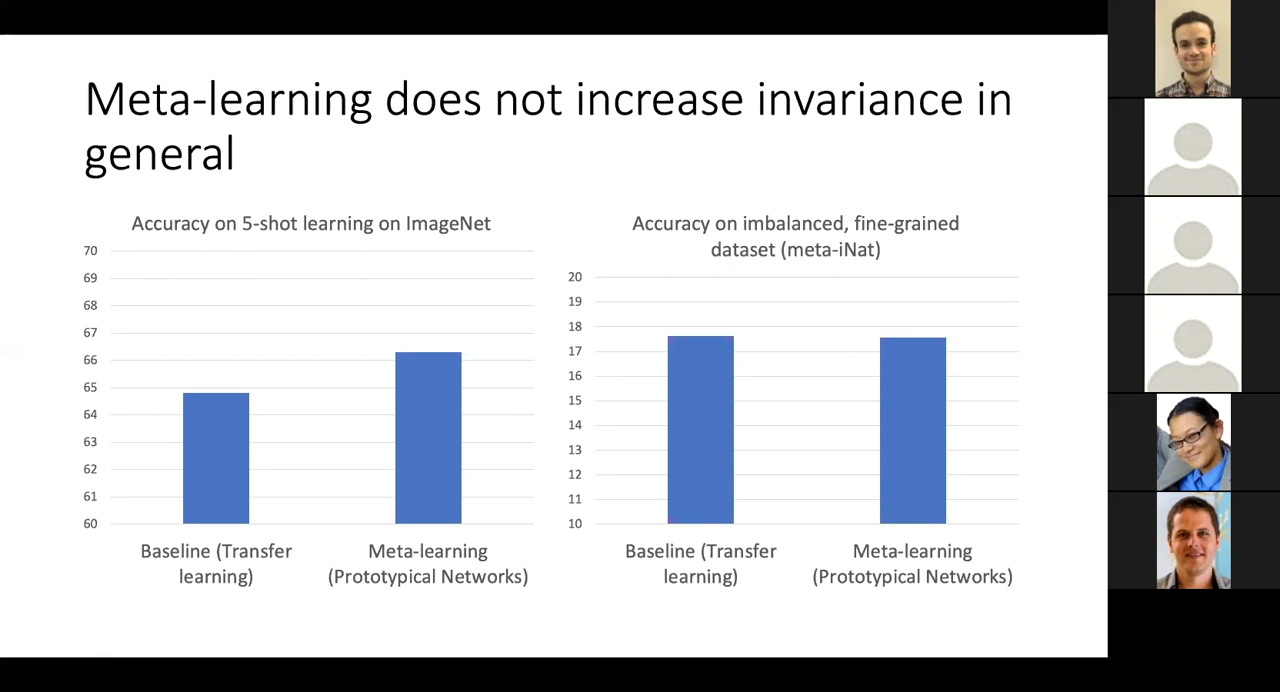 Meta-learning does not increase invariance in
general
Accuracy on 5-shot learning on ImageNet
70
69
68
67
66
65
64
63
62
61
60
Baseline (Transfer
learning)
Meta-learning
(Prototypical Networks)
Accuracy on imbalanced, fine-grained
dataset (meta-iNat)
20
19
18
17
16
15
14
13
12
11
10
Baseline (Transfer
learning)
Meta-learning
(Prototypical Networks)